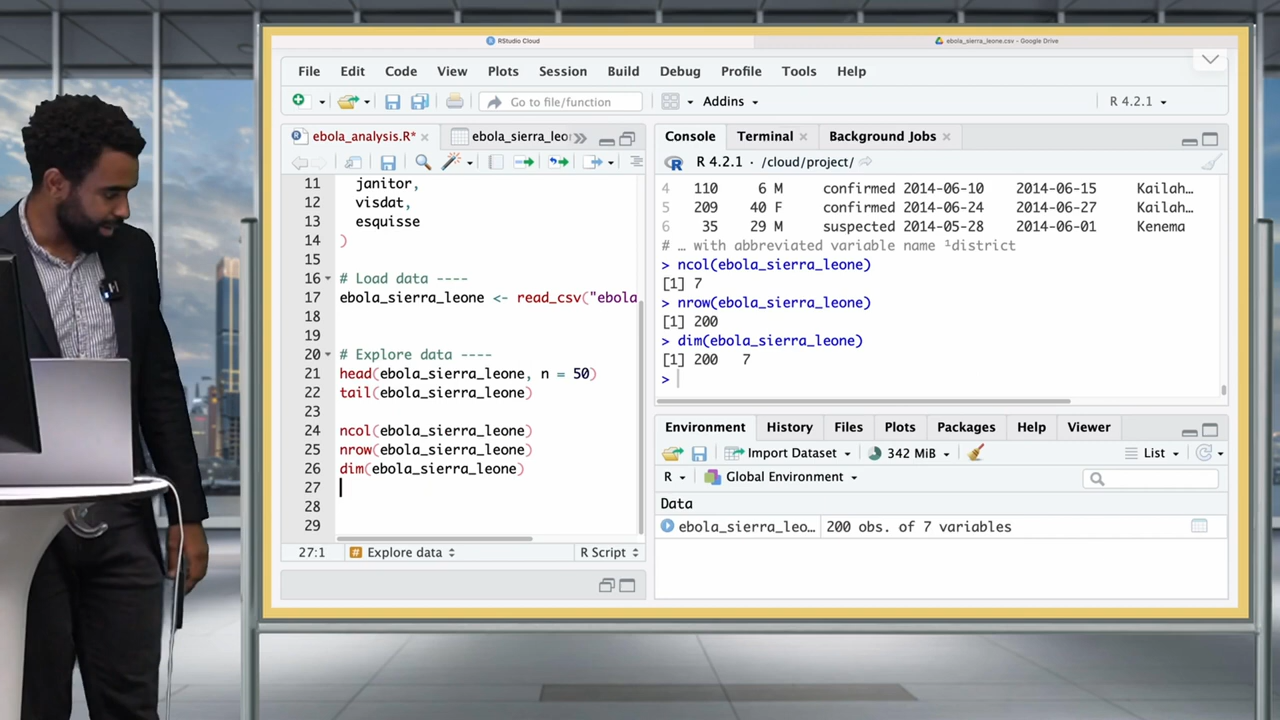 RStudio Cloud
ebola_sierra_leone.csv - Google Drive
File Edit Code View Plots Session Build Debug Profile Tools Help
Go to file/function Addins R 4.2.1
ebola_analysis.R* ebola_sierra_leo
11 janitor,
12 visdat,
13 esquisse
14 )
15
16 # Load data ----
17 ebola_sierra_leone <- read_csv("ebola
18
19
20 # Explore data ----
21 head(ebola_sierra_leone, n = 50)
22 tail(ebola_sierra_leone)
23
24 ncol(ebola_sierra_leone)
25 nrow(ebola_sierra_leone)
26 dim(ebola_sierra_leone)
27
28
29
27:1 # Explore data R Script
Console Terminal Background Jobs
R 4.2.1 · /cloud/project/
4 110 6 M confirmed 2014-06-10 2014-06-15 Kailah…
5 209 40 F confirmed 2014-06-24 2014-06-27 Kailah…
6 35 29 M suspected 2014-05-28 2014-06-01 Kenema
# … with abbreviated variable name ¹district
> ncol(ebola_sierra_leone)
[1] 7
> nrow(ebola_sierra_leone)
[1] 200
> dim(ebola_sierra_leone)
[1] 200 7
>
Environment History Files Plots Packages Help Viewer
Import Dataset 342 MiB List
R Global Environment
Data
ebola_sierra_leo… 200 obs. of 7 variables